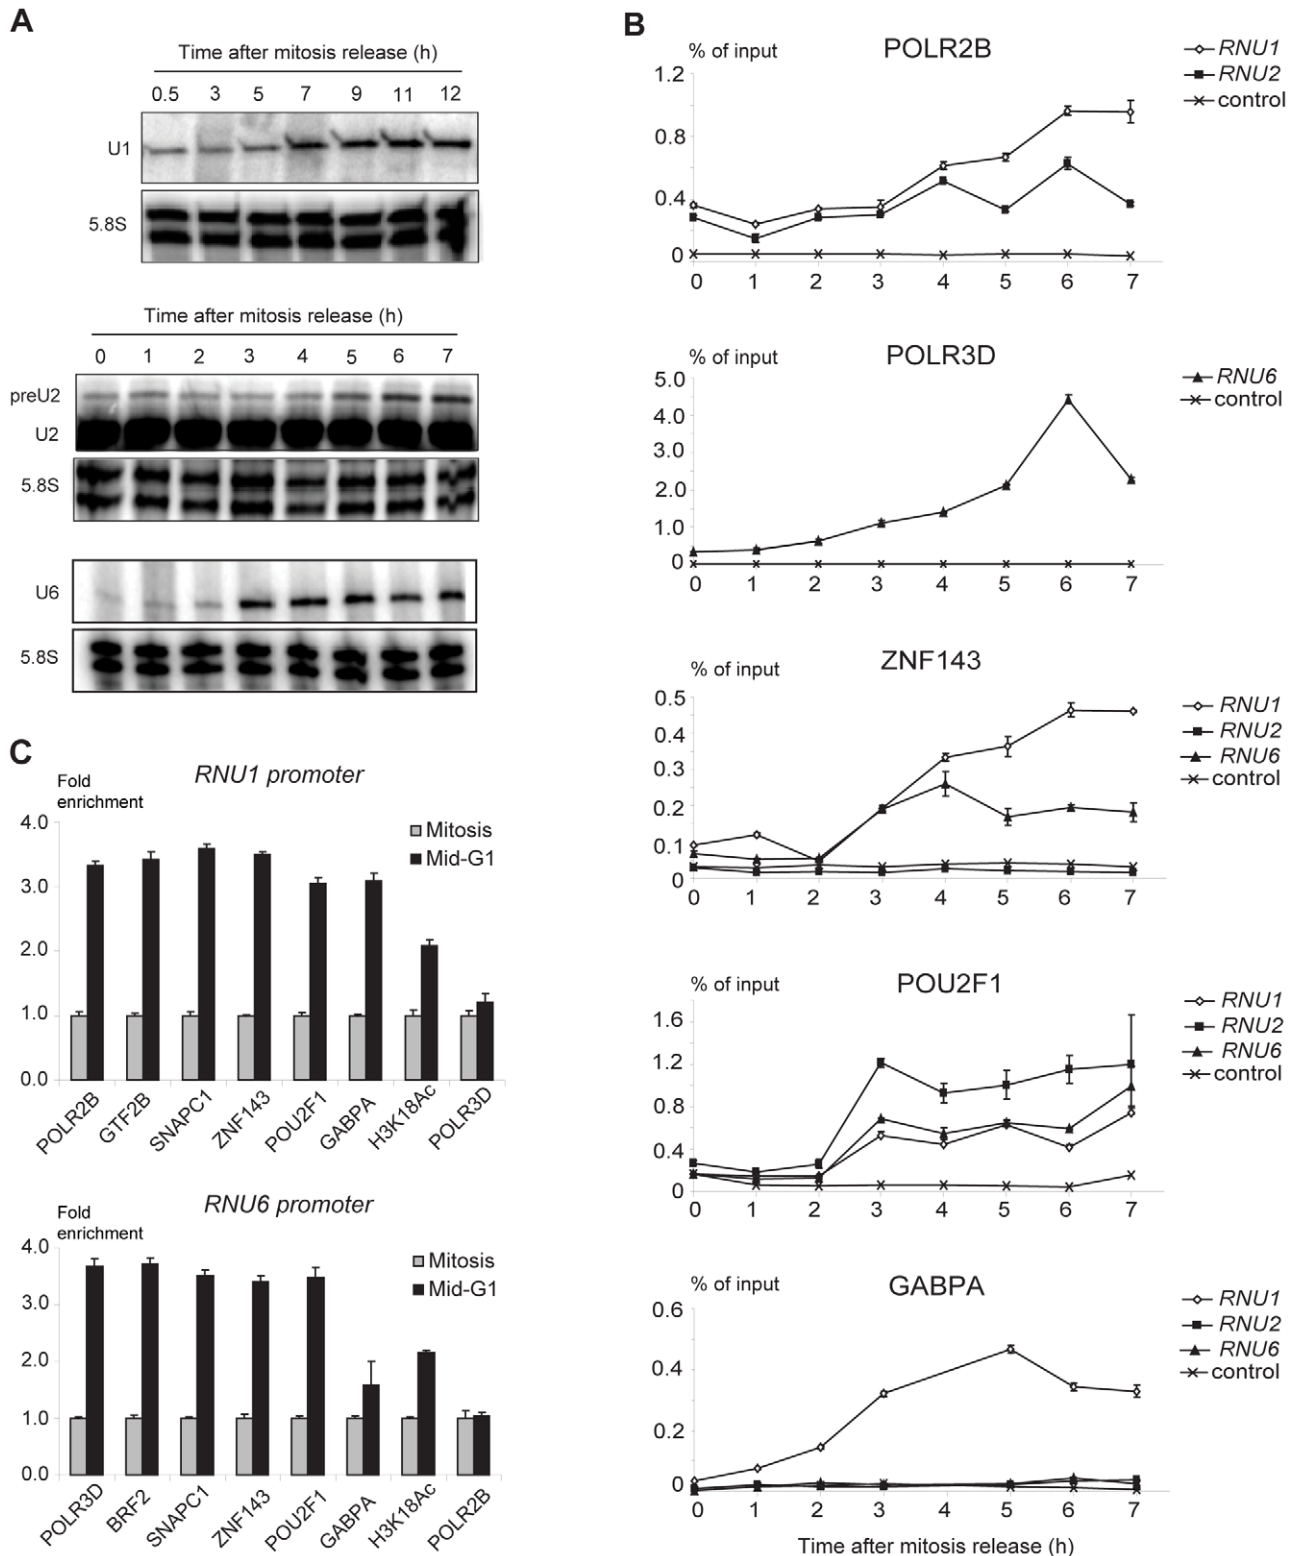 A
Time after mitosis release (h)
0.5 3 5 7 9 11 12
U1
5.8S
Time after mitosis release (h)
0 1 2 3 4 5 6 7
preU2
U2
5.8S
U6
5.8S
B
% of input
POLR2B
RNU1
RNU2
control
1.2
0.8
0.4
0
0 1 2 3 4 5 6 7
% of input
POLR3D
RNU6
control
5.0
4.0
3.0
2.0
1.0
0
0 1 2 3 4 5 6 7
% of input
ZNF143
RNU1
RNU2
RNU6
control
0.5
0.4
0.3
0.2
0.1
0
0 1 2 3 4 5 6 7
% of input
POU2F1
RNU1
RNU2
RNU6
control
1.6
1.2
0.8
0.4
0
0 1 2 3 4 5 6 7
% of input
GABPA
RNU1
RNU2
RNU6
control
0.6
0.4
0.2
0
0 1 2 3 4 5 6 7
Time after mitosis release (h)
C
RNU1 promoter
Fold
enrichment
Mitosis
Mid-G1
4.0
3.0
2.0
1.0
0.0
POLR2B
GTF2B
SNAPC1
ZNF143
POU2F1
GABPA
H3K18Ac
POLR3D
RNU6 promoter
Fold
enrichment
Mitosis
Mid-G1
4.0
3.0
2.0
1.0
0.0
POLR3D
BRF2
SNAPC1
ZNF143
POU2F1
GABPA
H3K18Ac
POLR2B